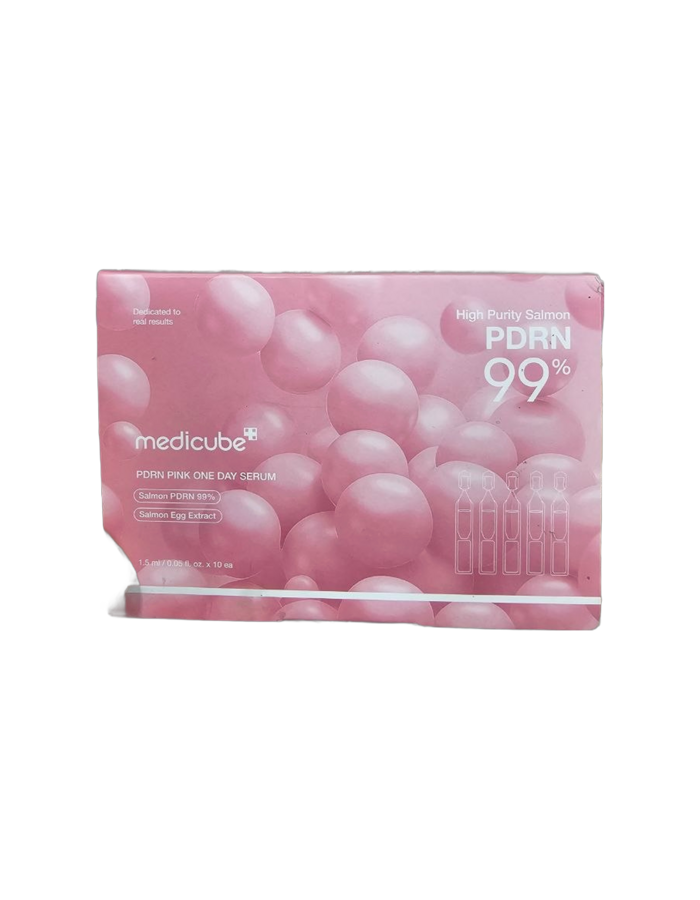 Dedicated to
real results
High Purity Salmon
PDRN
99%
medicube
PDRN PINK ONE DAY SERUM
Salmon PDRN 99%
Salmon Egg Extract
1.5 ml / 0.05 fl. oz. x 10 ea